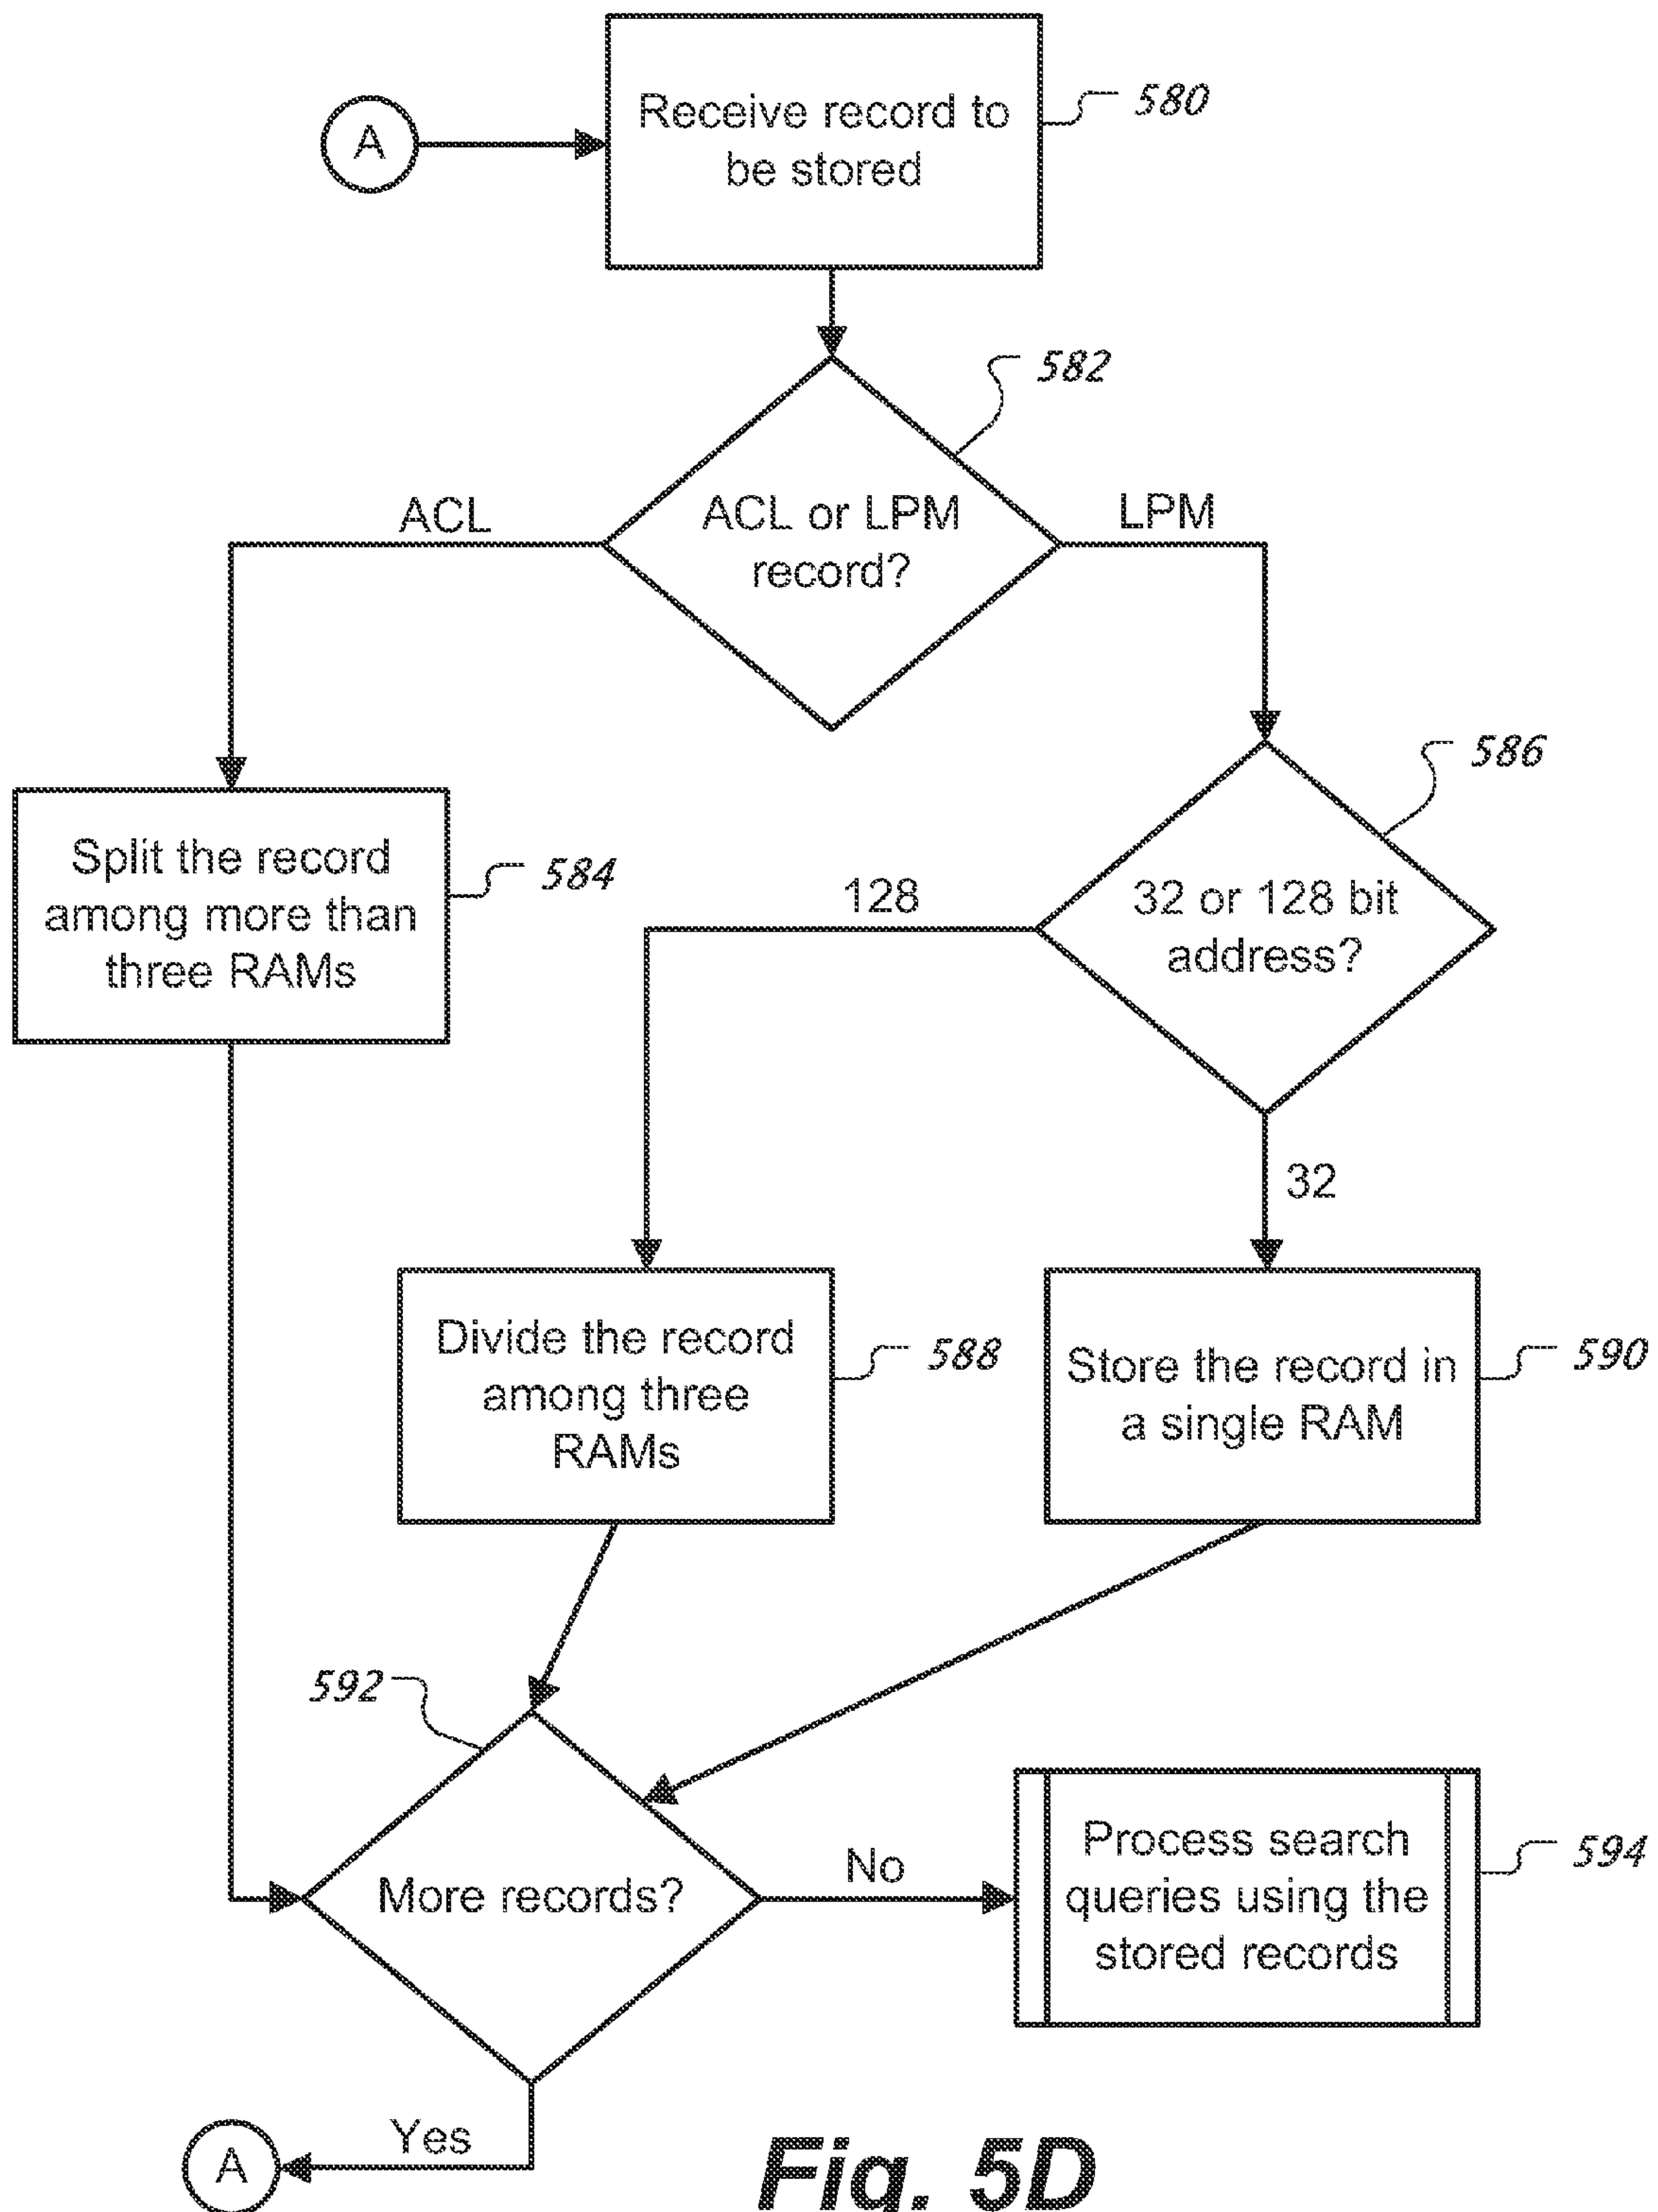 Receive record to
be stored
580
A
582
ACL or LPM
record?
ACL
LPM
586
Split the record
among more than
three RAMs
584
32 or 128 bit
address?
128
32
Divide the record
among three
RAMs
588
Store the record in
a single RAM
590
592
More records?
No
Process search
queries using the
stored records
594
Yes
A
Fig. 5D